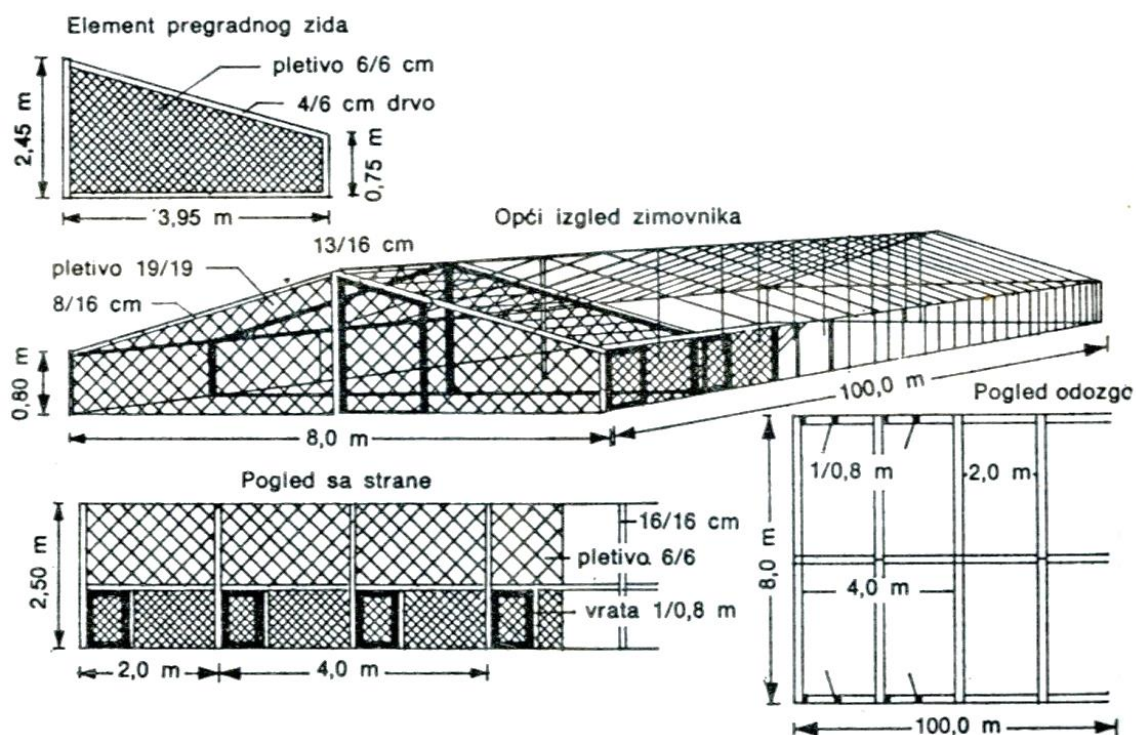 Element pregradnog zida
pletivo 6/6 cm
4/6 cm drvo
2,45 m
0,75 m
3,95 m
Opći izgled zimovnika
13/16 cm
pletivo 19/19
8/16 cm
0,80 m
8,0 m
100,0 m
Pogled odozgo
1/0,8 m
2,0 m
8,0 m
4,0 m
100,0 m
Pogled sa strane
16/16 cm
pletivo 6/6
vrata 1/0,8 m
2,50 m
2,0 m
4,0 m